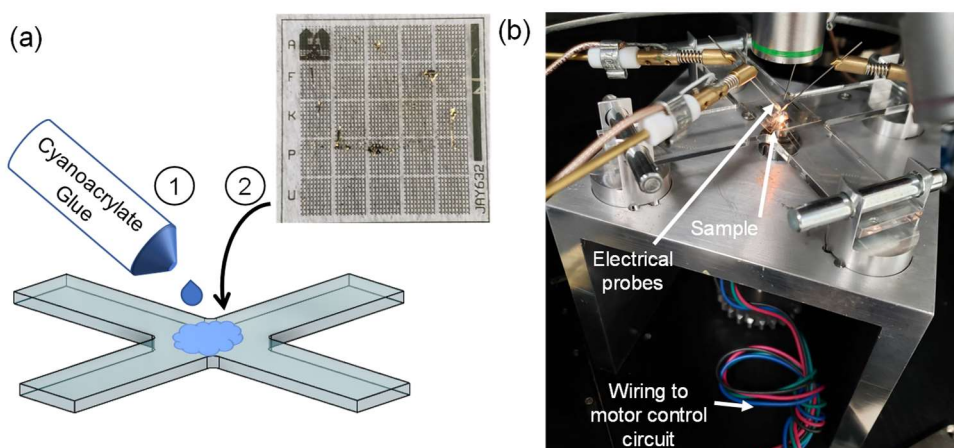 (a)
A
F
K
P
U
JAY632
Cyanoacrylate
Glue
1
2
(b)
Sample
Electrical
probes
Wiring to
motor control
circuit